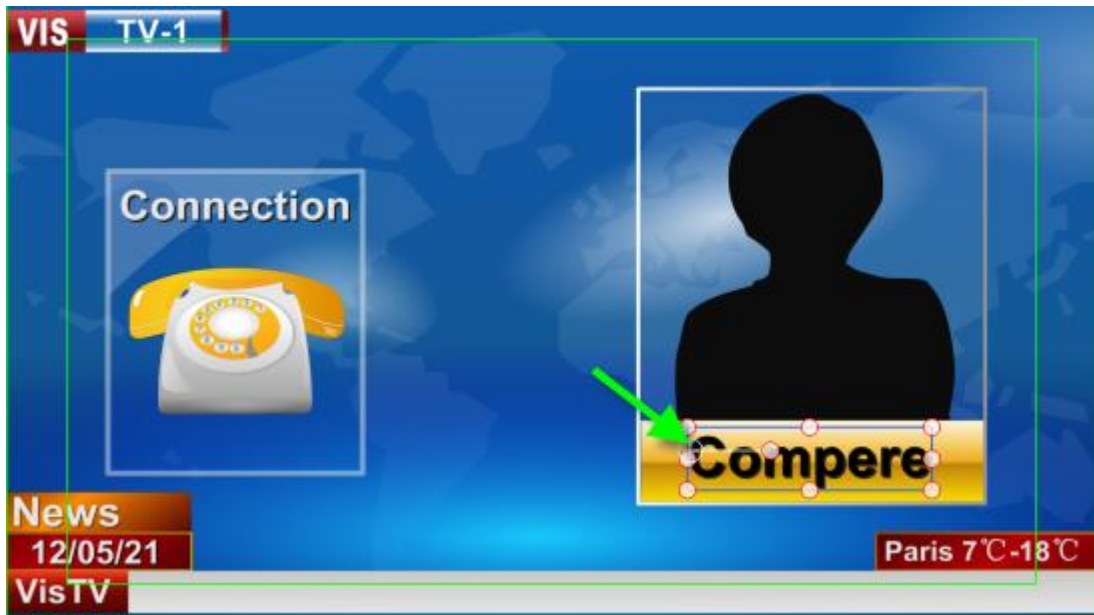 VIS TV-1
Connection
Compere
News
12/05/21
Paris 7℃-18℃
VisTV